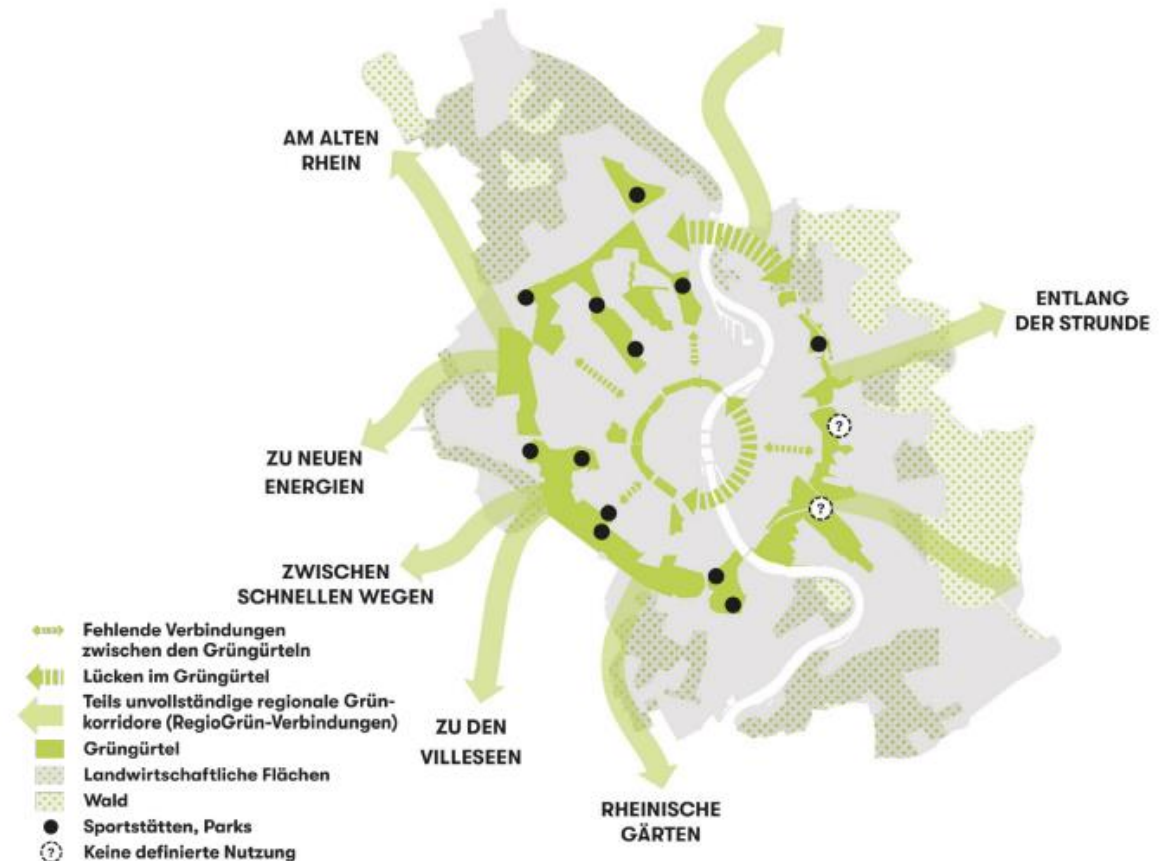 AM ALTEN
RHEIN
ENTLANG
DER STRUNDE
?
ZU NEUEN
ENERGIEN
?
ZWISCHEN
SCHNELLEN WEGEN
ZU DEN
VILLESEEN
RHEINISCHE
GÄRTEN
Fehlende Verbindungen
zwischen den Grüngürteln
Lücken im Grüngürtel
Teils unvollständige regionale Grün-
korridore (RegioGrün-Verbindungen)
Grüngürtel
Landwirtschaftliche Flächen
Wald
Sportstätten, Parks
? Keine definierte Nutzung